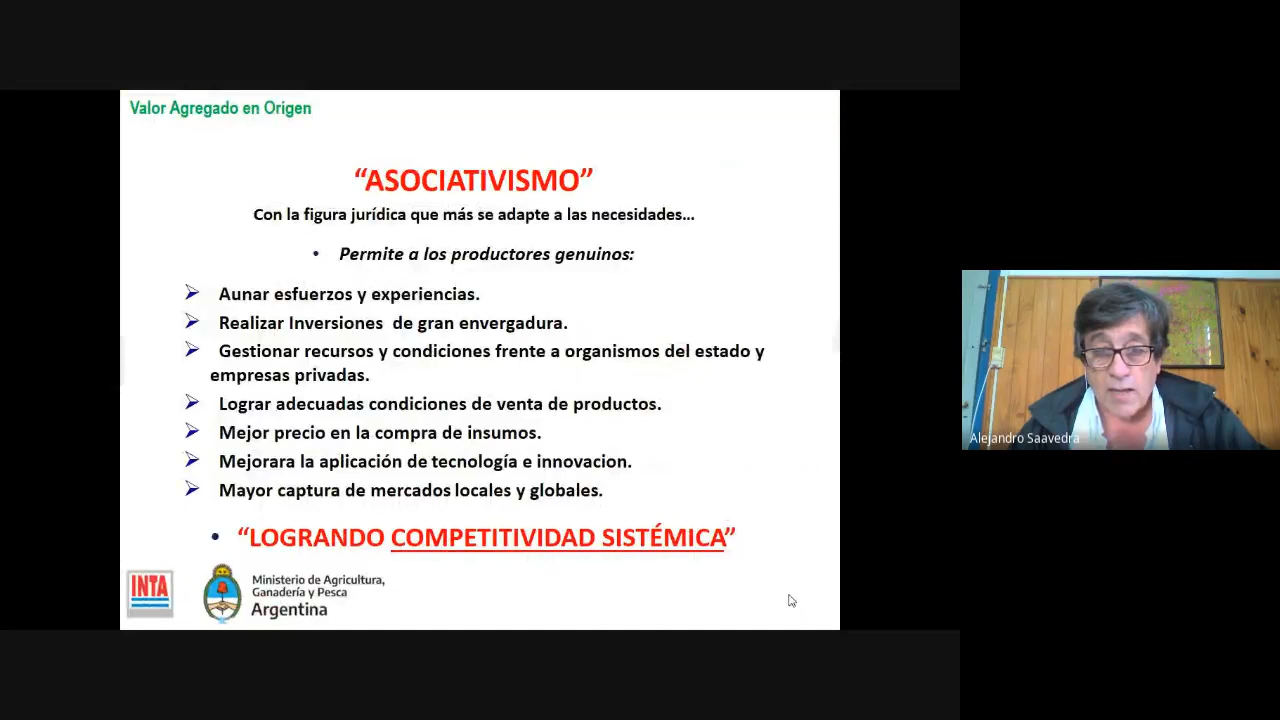 Valor Agregado en Origen
“ASOCIATIVISMO”
Con la figura jurídica que más se adapte a las necesidades...
• Permite a los productores genuinos:
➢ Aunar esfuerzos y experiencias.
➢ Realizar Inversiones de gran envergadura.
➢ Gestionar recursos y condiciones frente a organismos del estado y
empresas privadas.
➢ Lograr adecuadas condiciones de venta de productos.
➢ Mejor precio en la compra de insumos.
➢ Mejorara la aplicación de tecnología e innovacion.
➢ Mayor captura de mercados locales y globales.
• “LOGRANDO COMPETITIVIDAD SISTÉMICA”
INTA
Ministerio de Agricultura,
Ganadería y Pesca
Argentina
Alejandro Saavedra